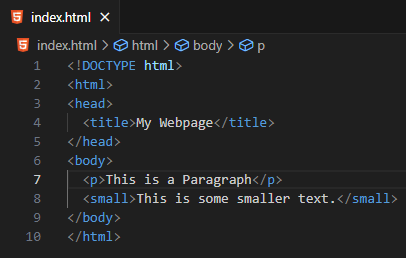 index.html
index.html > html > body > p
1 <!DOCTYPE html>
2 <html>
3 <head>
4 <title>My Webpage</title>
5 </head>
6 <body>
7 <p>This is a Paragraph</p>
8 <small>This is some smaller text.</small>
9 </body>
10 </html>